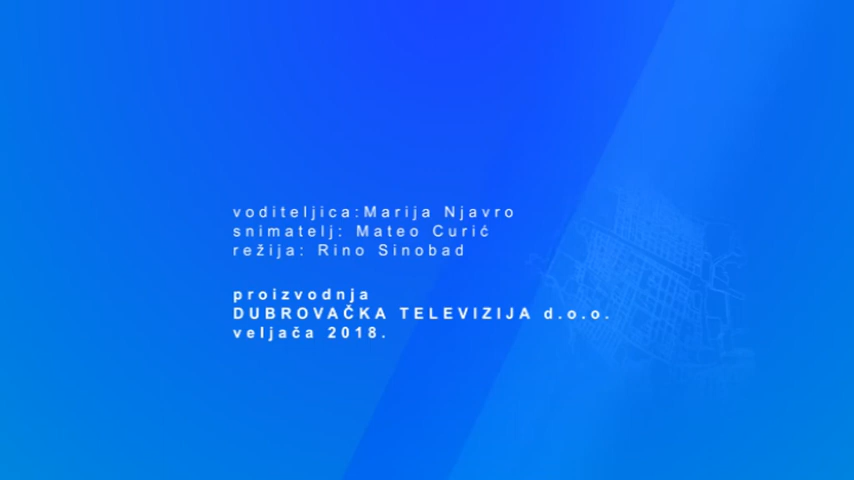 voditeljica:Marija Njavro
snimatelj: Mateo Curić
režija: Rino Sinobad
proizvodnja
DUBROVAČKA TELEVIZIJA d.o.o.
veljača 2018.